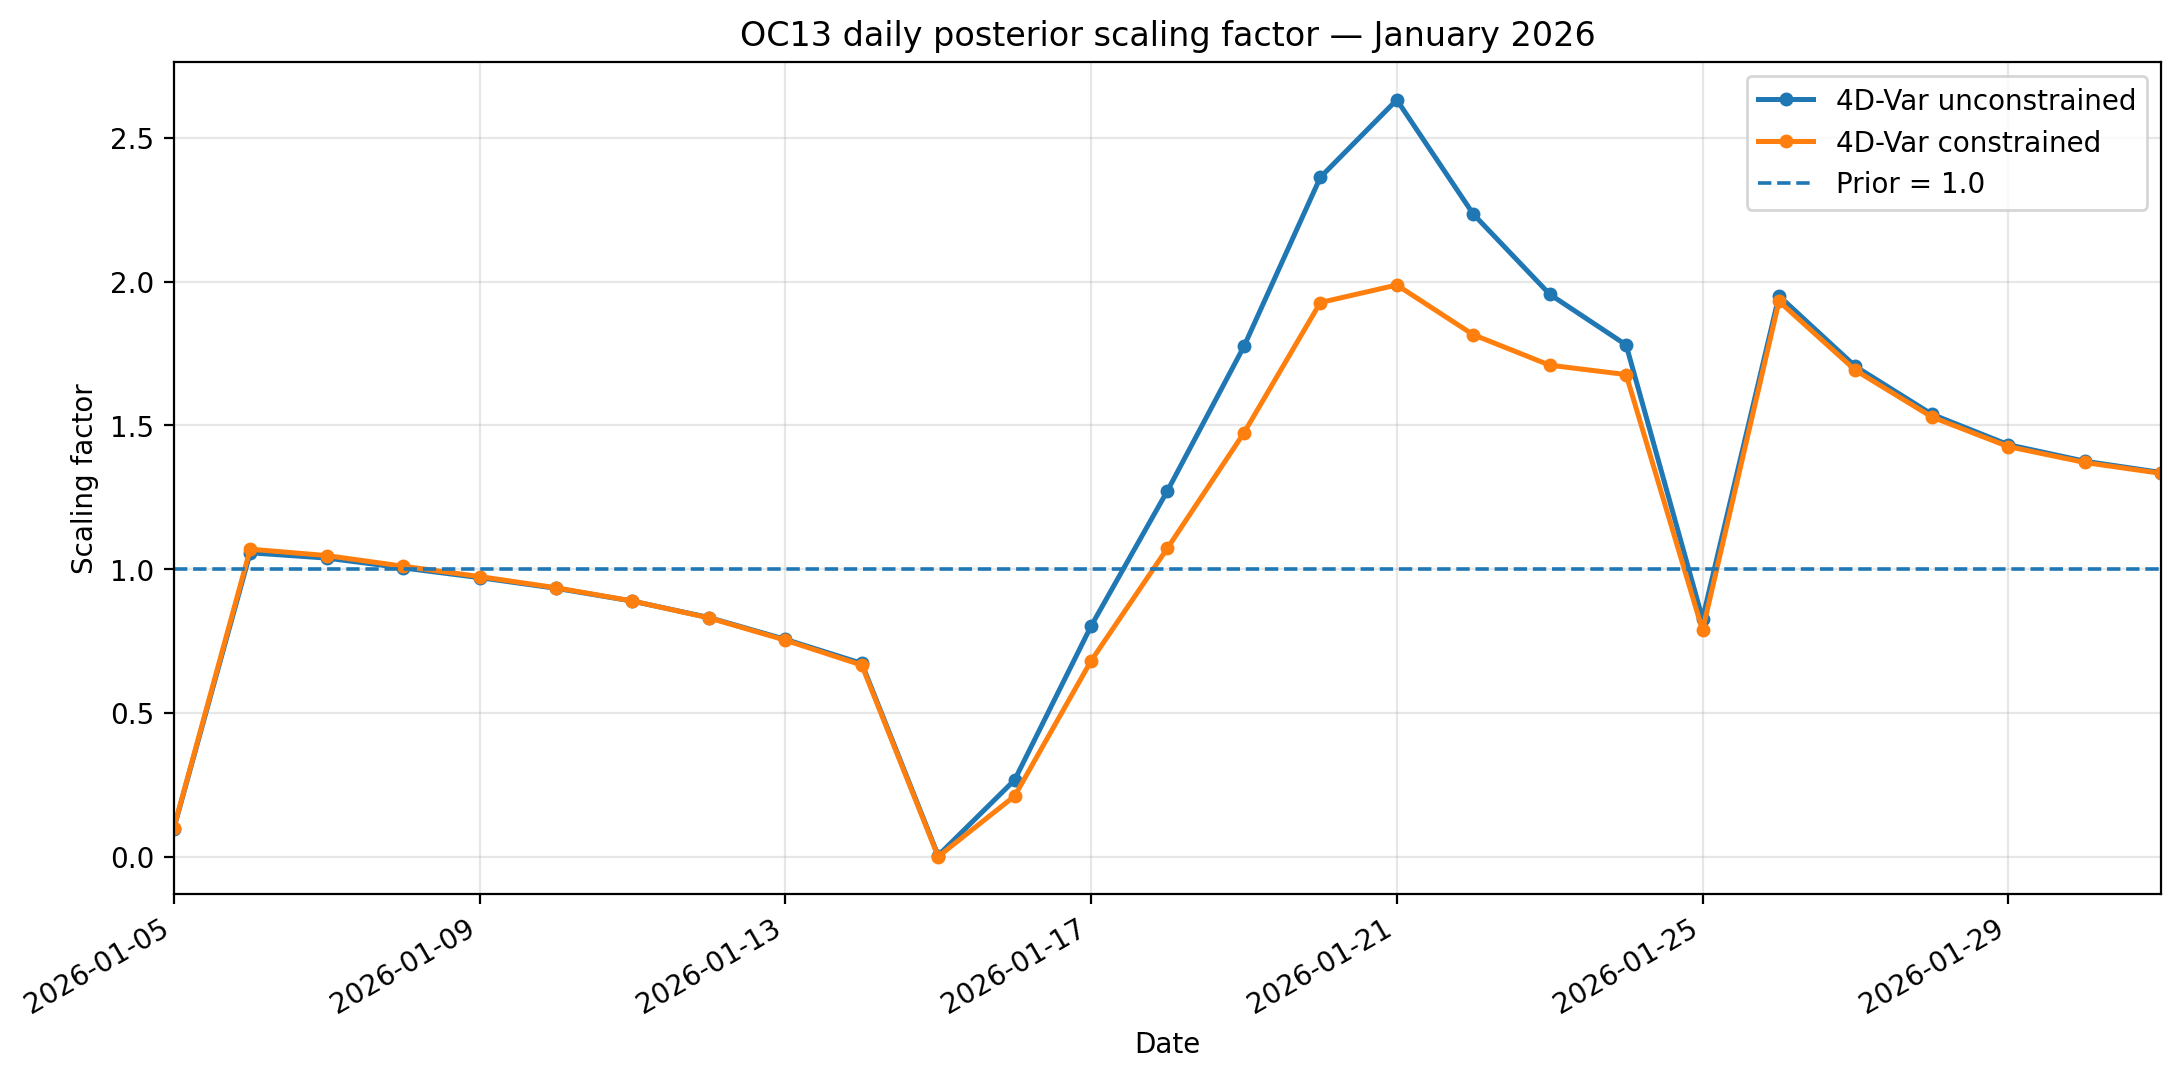 OC13 daily posterior scaling factor — January 2026
4D-Var unconstrained
4D-Var constrained
Prior = 1.0
Scaling factor
2.5
2.0
1.5
1.0
0.5
0.0
2026-01-05
2026-01-09
2026-01-13
2026-01-17
2026-01-21
2026-01-25
2026-01-29
Date